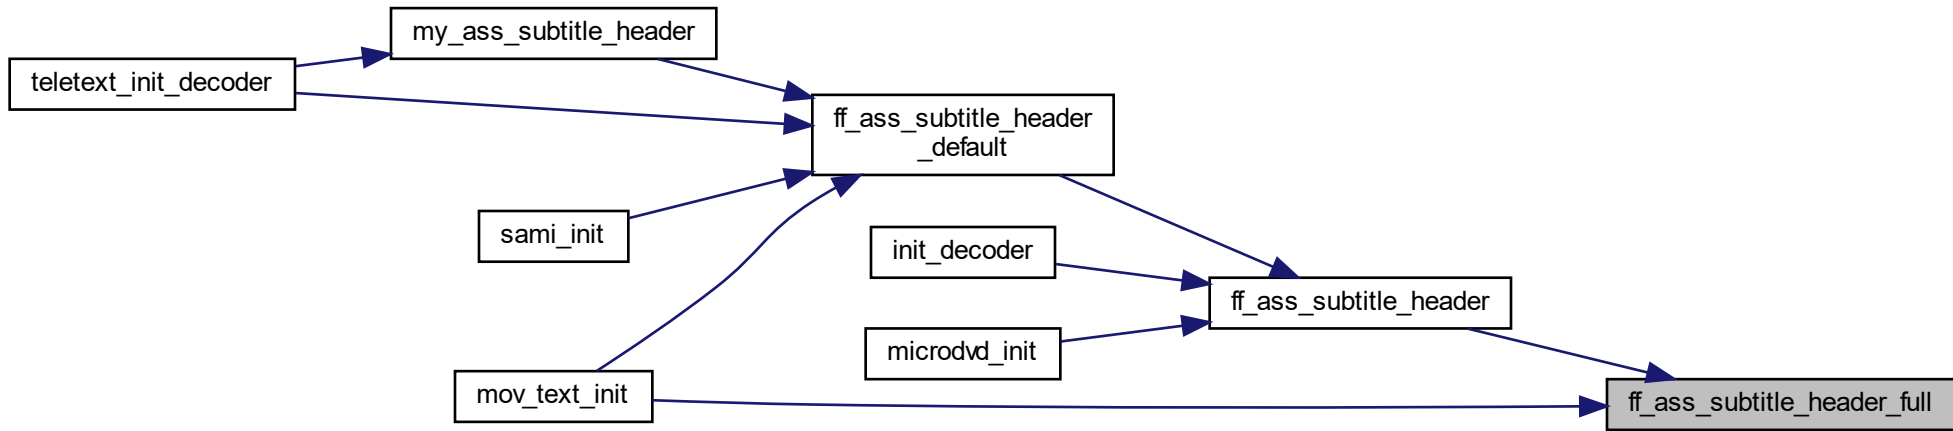 my_ass_subtitle_header
teletext_init_decoder
ff_ass_subtitle_header
_default
sami_init
init_decoder
ff_ass_subtitle_header
microdvd_init
mov_text_init
ff_ass_subtitle_header_full